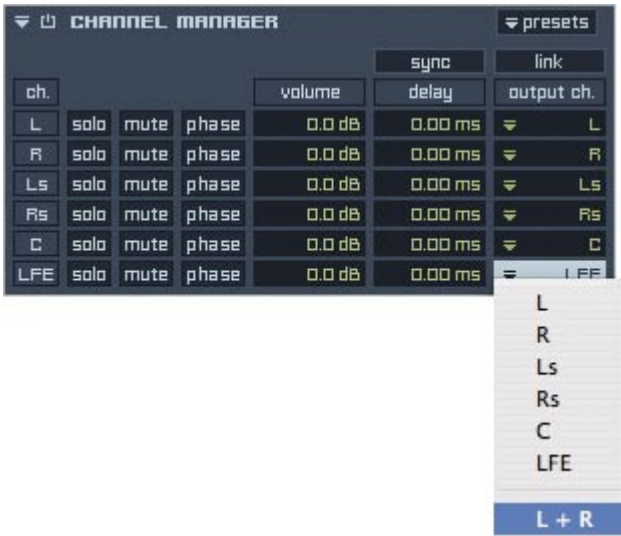 CHANNEL MANAGER presets
sync link
ch. volume delay output ch.
L solo mute phase 0.0 dB 0.00 ms L
R solo mute phase 0.0 dB 0.00 ms R
Ls solo mute phase 0.0 dB 0.00 ms Ls
Rs solo mute phase 0.0 dB 0.00 ms Rs
C solo mute phase 0.0 dB 0.00 ms C
LFE solo mute phase 0.0 dB 0.00 ms LFE
L
R
Ls
Rs
C
LFE
L + R